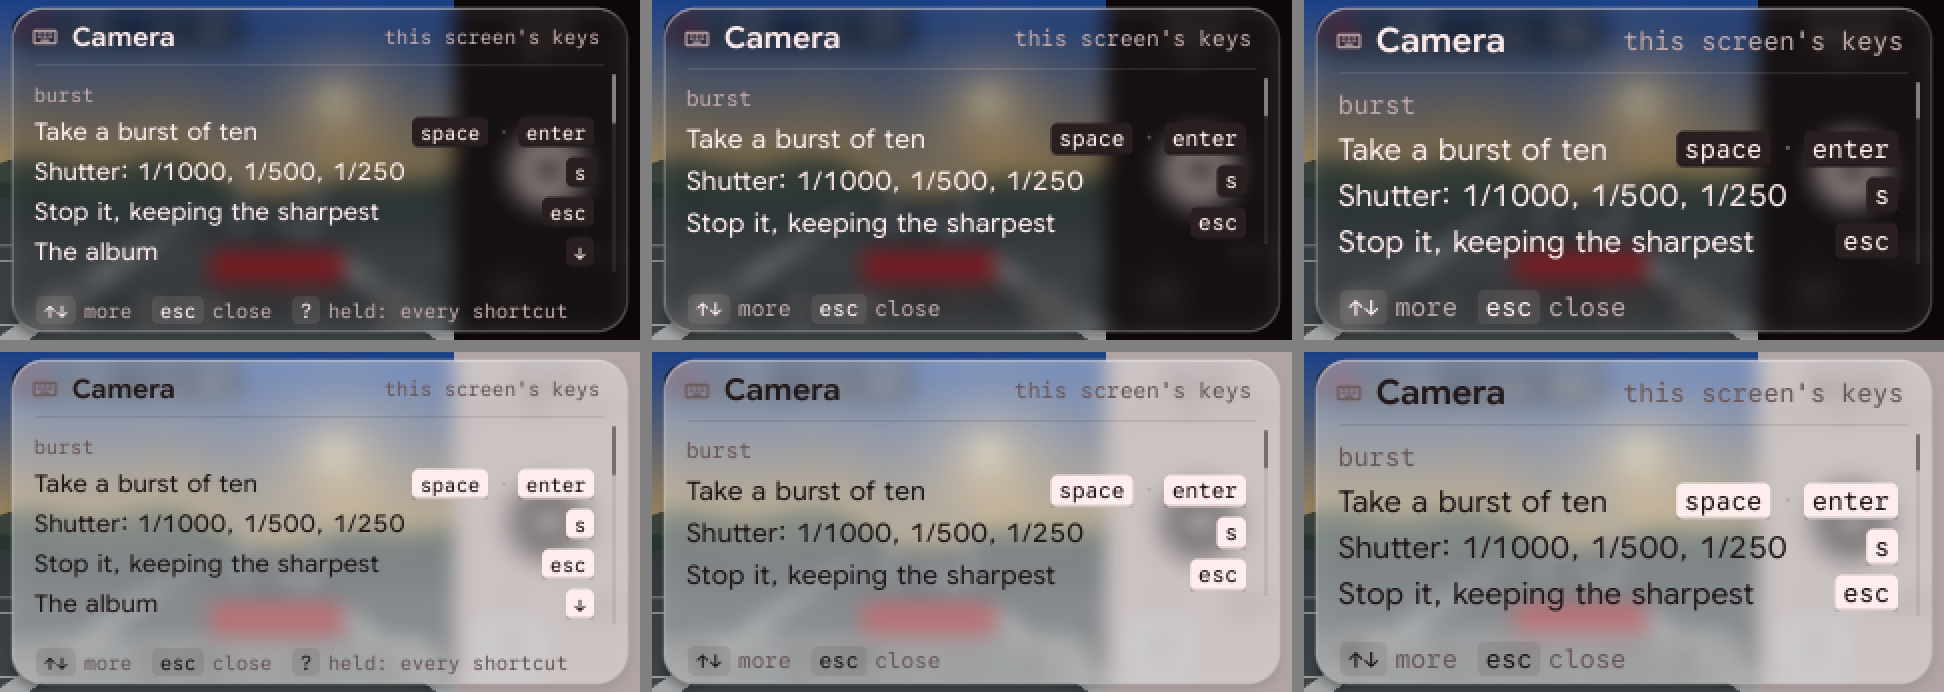 Camera this screen's keys
burst
Take a burst of ten space · enter
Shutter: 1/1000, 1/500, 1/250 s
Stop it, keeping the sharpest esc
The album ↓
↑↓ more esc close ? held: every shortcut
Camera this screen's keys
burst
Take a burst of ten space · enter
Shutter: 1/1000, 1/500, 1/250 s
Stop it, keeping the sharpest esc
↑↓ more esc close
Camera this screen's keys
burst
Take a burst of ten space · enter
Shutter: 1/1000, 1/500, 1/250 s
Stop it, keeping the sharpest esc
↑↓ more esc close
Camera this screen's keys
burst
Take a burst of ten space · enter
Shutter: 1/1000, 1/500, 1/250 s
Stop it, keeping the sharpest esc
The album ↓
↑↓ more esc close ? held: every shortcut
Camera this screen's keys
burst
Take a burst of ten space · enter
Shutter: 1/1000, 1/500, 1/250 s
Stop it, keeping the sharpest esc
↑↓ more esc close
Camera this screen's keys
burst
Take a burst of ten space · enter
Shutter: 1/1000, 1/500, 1/250 s
Stop it, keeping the sharpest esc
↑↓ more esc close